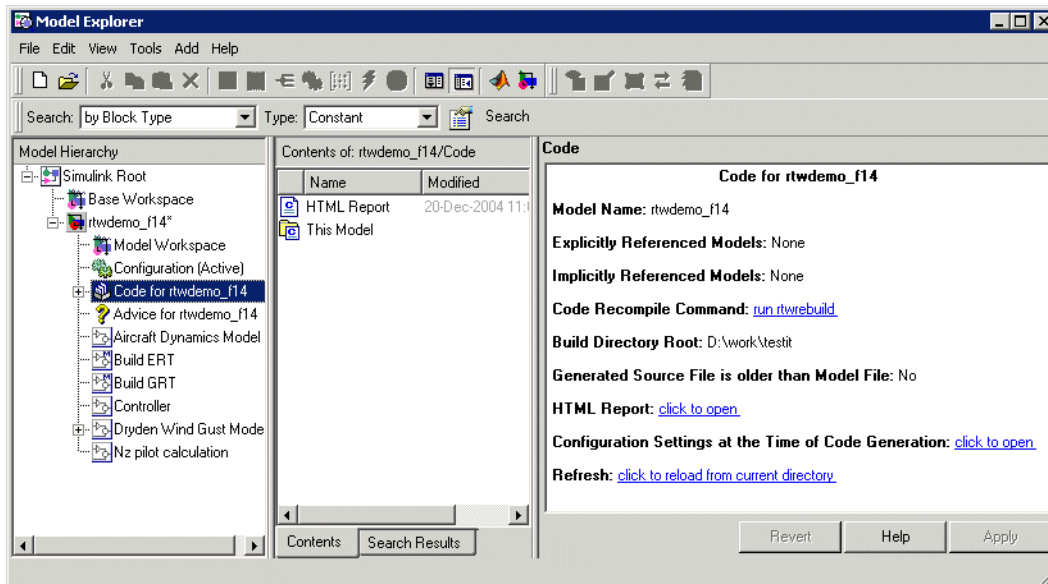 Model Explorer
File Edit View Tools Add Help
Search: by Block Type Type: Constant Search
Model Hierarchy
Simulink Root
Base Workspace
rtwdemo_f14*
Model Workspace
Configuration (Active)
Code for rtwdemo_f14
Advice for rtwdemo_f14
Aircraft Dynamics Model
Build ERT
Build GRT
Controller
Dryden Wind Gust Mode
Nz pilot calculation
Contents of: rtwdemo_f14/Code
Name Modified
HTML Report 20-Dec-2004 11:
This Model
Contents Search Results
Code
Code for rtwdemo_f14
Model Name: rtwdemo_f14
Explicitly Referenced Models: None
Implicitly Referenced Models: None
Code Recompile Command: run rtwrebuild
Build Directory Root: D:\work\testit
Generated Source File is older than Model File: No
HTML Report: click to open
Configuration Settings at the Time of Code Generation: click to open
Refresh: click to reload from current directory
Revert Help Apply